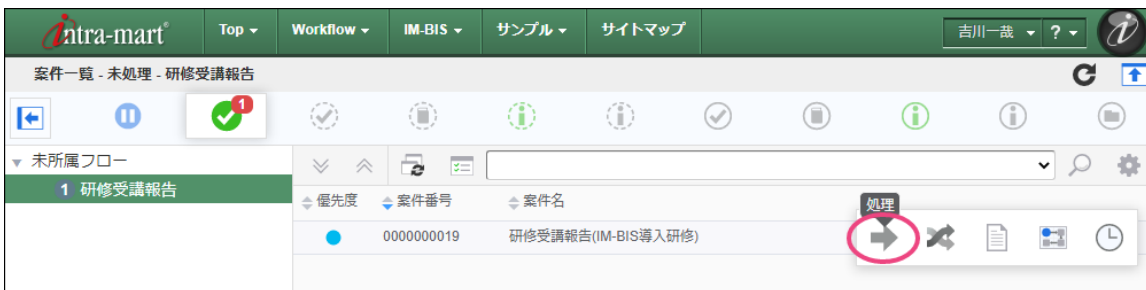 intra-mart® Top Workflow IM-BIS サンプル サイトマップ 吉川一哉 ?
案件一覧 - 未処理 - 研修受講報告
1
未所属フロー
1 研修受講報告
優先度 案件番号 案件名
処理
0000000019 研修受講報告(IM-BIS導入研修)